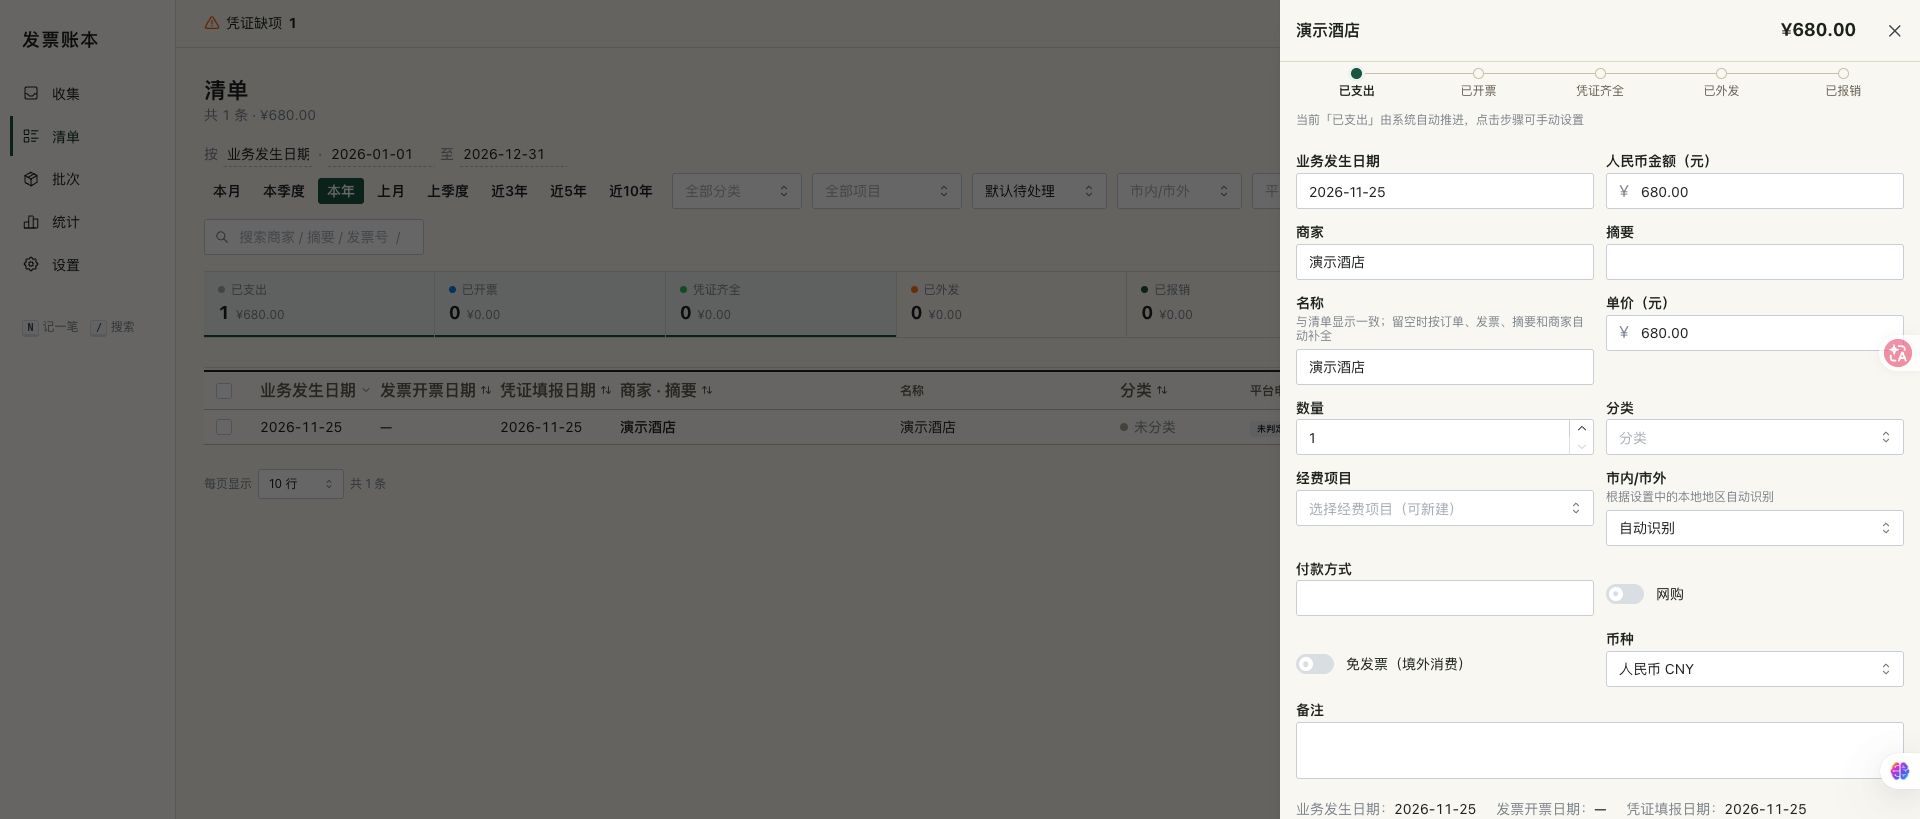 发票账本
收集
清单
批次
统计
设置
N 记一笔 / 搜索
凭证缺项 1
清单
共 1 条 · ¥680.00
按 业务发生日期 · 2026-01-01 至 2026-12-31
本月 本季度 本年 上月 上季度 近3年 近5年 近10年 全部分类 全部项目 默认待处理 市内/市外 平
搜索商家 / 摘要 / 发票号 /
已支出 已开票 凭证齐全 已外发 已报销
1 ¥680.00 0 ¥0.00 0 ¥0.00 0 ¥0.00 0 ¥0.00
业务发生日期 发票开票日期 凭证填报日期 商家 · 摘要 名称 分类
2026-11-25 — 2026-11-25 演示酒店 演示酒店 未分类
每页显示 10 行 共 1 条
演示酒店 ¥680.00
已支出 已开票 凭证齐全 已外发 已报销
当前「已支出」由系统自动推进，点击步骤可手动设置
业务发生日期 人民币金额（元）
2026-11-25 ¥ 680.00
商家 摘要
演示酒店
名称 单价（元）
与清单显示一致；留空时按订单、发票、摘要和商家自
动补全
¥ 680.00
演示酒店
数量 分类
1 分类
经费项目 市内/市外
根据设置中的本地地区自动识别
选择经费项目（可新建）
自动识别
付款方式
网购
币种
免发票（境外消费）
人民币 CNY
备注
业务发生日期： 2026-11-25 发票开票日期： — 凭证填报日期： 2026-11-25